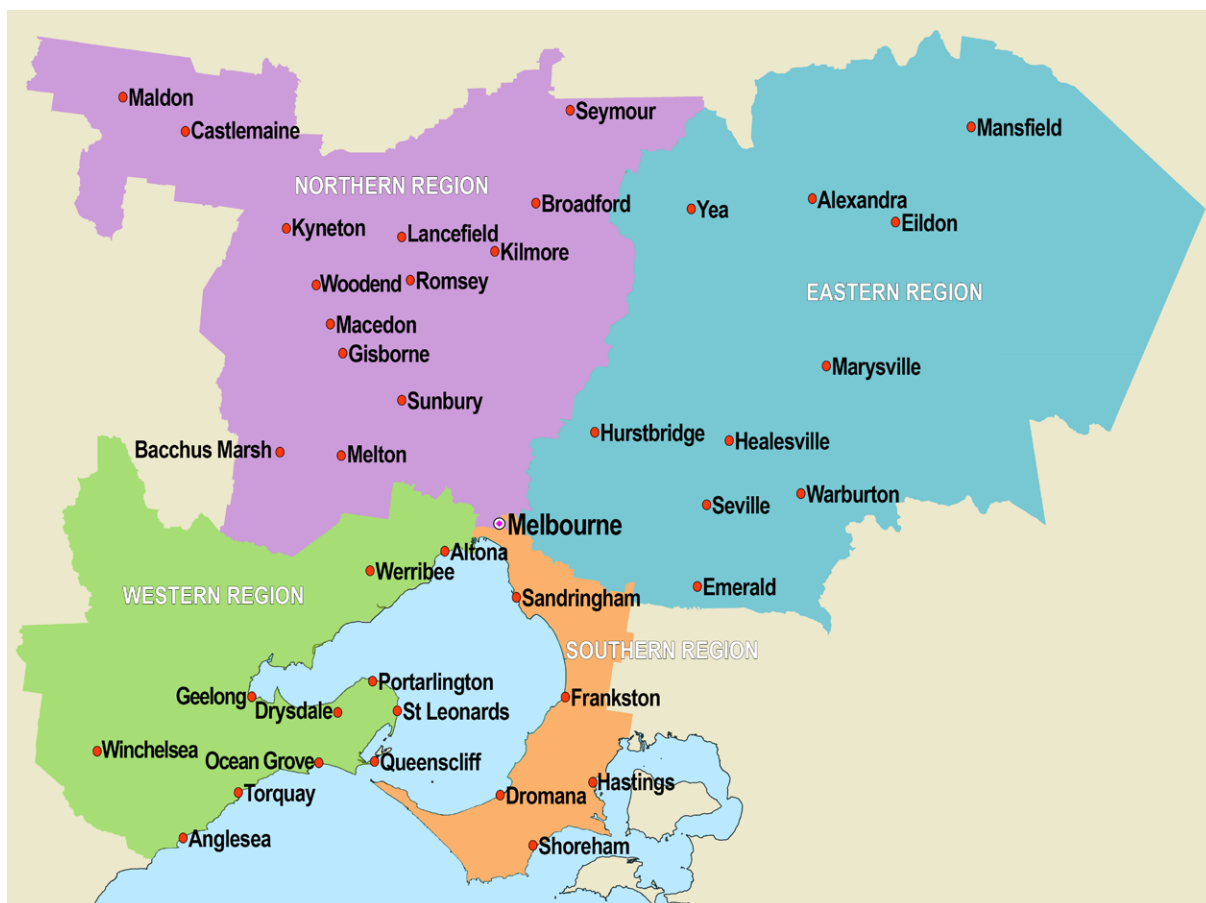 Maldon
Seymour
Mansfield
Castlemaine
NORTHERN REGION
Alexandra
Broadford
Yea
Eildon
Kyneton
Lancefield
Kilmore
Woodend
Romsey
EASTERN REGION
Macedon
Gisborne
Marysville
Sunbury
Hurstbridge
Healesville
Bacchus Marsh
Melton
Warburton
Seville
Melbourne
Altona
Werribee
Emerald
WESTERN REGION
Sandringham
SOUTHERN REGION
Portarlington
Geelong
Frankston
Drysdale
St Leonards
Winchelsea
Ocean Grove
Queenscliff
Hastings
Torquay
Dromana
Anglesea
Shoreham